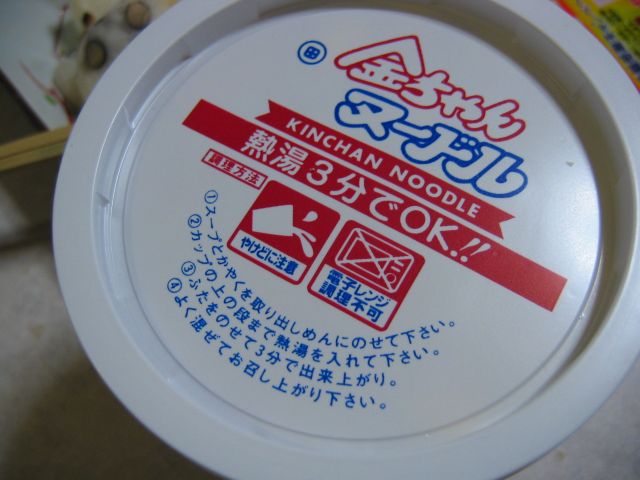 田
金ちゃん
ヌードル
KINCHAN NOODLE
熱湯3分でOK!!
調理方法
やけどに注意
電子レンジ
調理不可
①スープとかやくを取り出しめんにのせて下さい。
②カップの上の段まで熱湯を入れて下さい。
③ふたをのせて3分で出来上がり。
④よく混ぜてお召し上がり下さい。